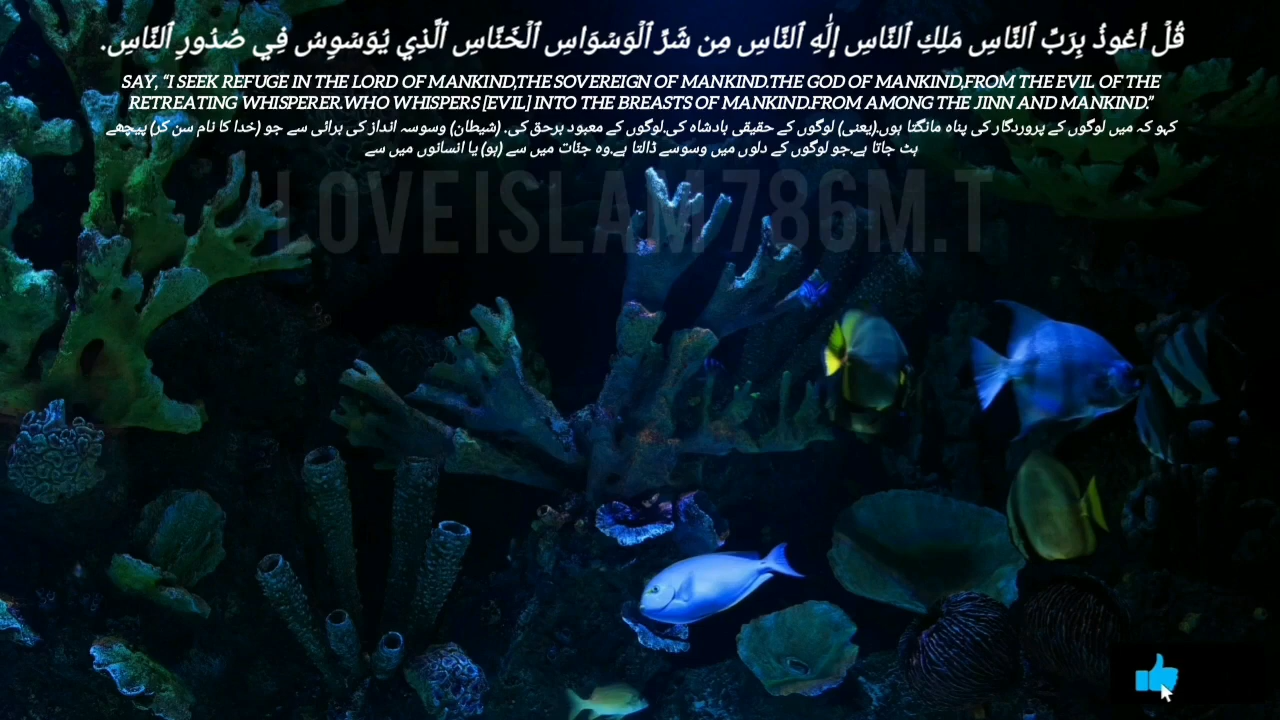 قُلْ أَعُوذُ بِرَبِّ ٱلنَّاسِ مَلِكِ ٱلنَّاسِ إِلَٰهِ ٱلنَّاسِ مِن شَرِّ ٱلْوَسْوَاسِ ٱلْخَنَّاسِ ٱلَّذِي يُوَسْوِسُ فِي صُدُورِ ٱلنَّاسِ.
SAY, “I SEEK REFUGE IN THE LORD OF MANKIND,THE SOVEREIGN OF MANKIND.THE GOD OF MANKIND,FROM THE EVIL OF THE
RETREATING WHISPERER.WHO WHISPERS [EVIL] INTO THE BREASTS OF MANKIND.FROM AMONG THE JINN AND MANKIND.”
کہو کہ میں لوگوں کے پروردگار کی پناہ مانگتا ہوں.(یعنی) لوگوں کے حقیقی بادشاہ کی.لوگوں کے معبود برحق کی. (شیطان) وسوسہ انداز کی برائی سے جو (خدا کا نام سن کر) پیچھے
ہٹ جاتا ہے.جو لوگوں کے دلوں میں وسوسے ڈالتا ہے.وہ جنّات میں سے (ہو) یا انسانوں میں سے
LOVE ISLAM 786M.T